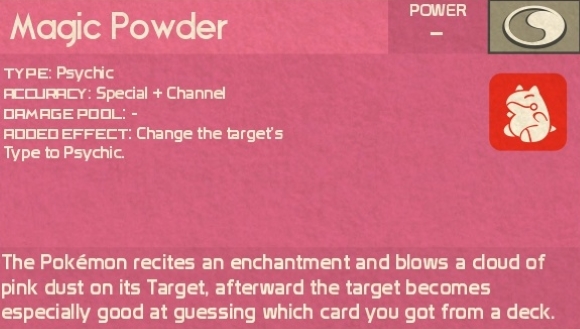 Magic Powder
POWER
–
TYPE: Psychic
ACCURACY: Special + Channel
DAMAGE POOL: -
ADDED EFFECT: Change the target's
Type to Psychic.
The Pokémon recites an enchantment and blows a cloud of
pink dust on its Target, afterward the target becomes
especially good at guessing which card you got from a deck.